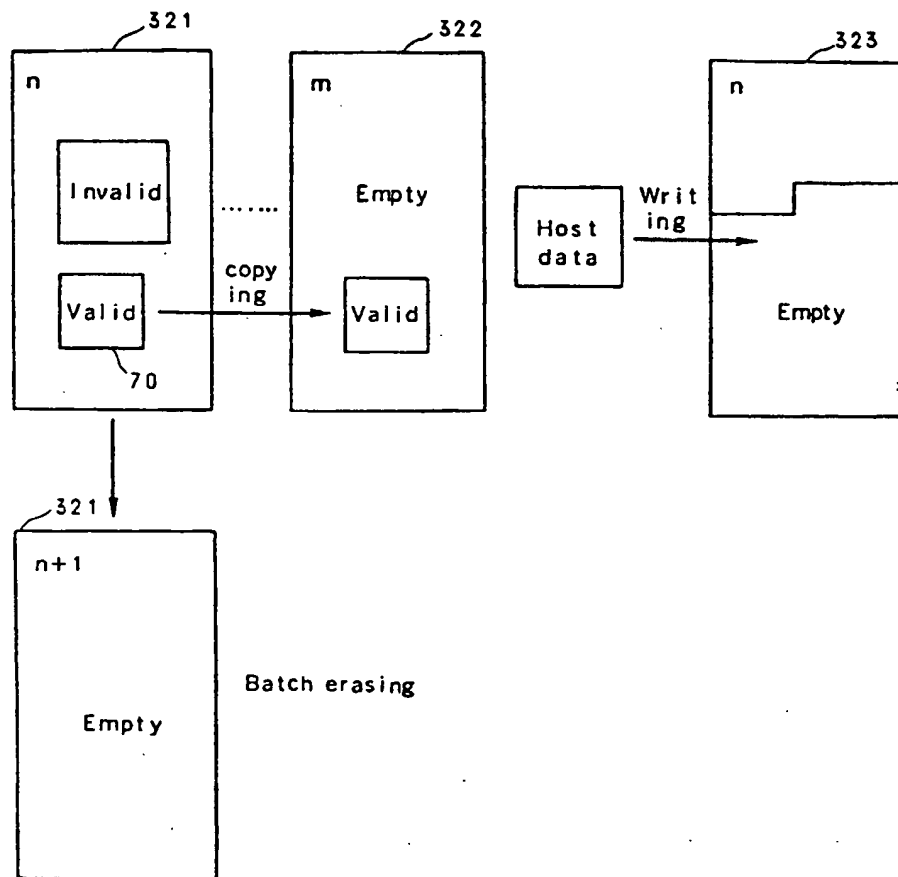 321
322
323
n
m
n
Invalid
.......
Empty
Host
data
Writ
ing
copy
ing
Valid
Valid
Empty
70
321
n+1
Batch erasing
Empty